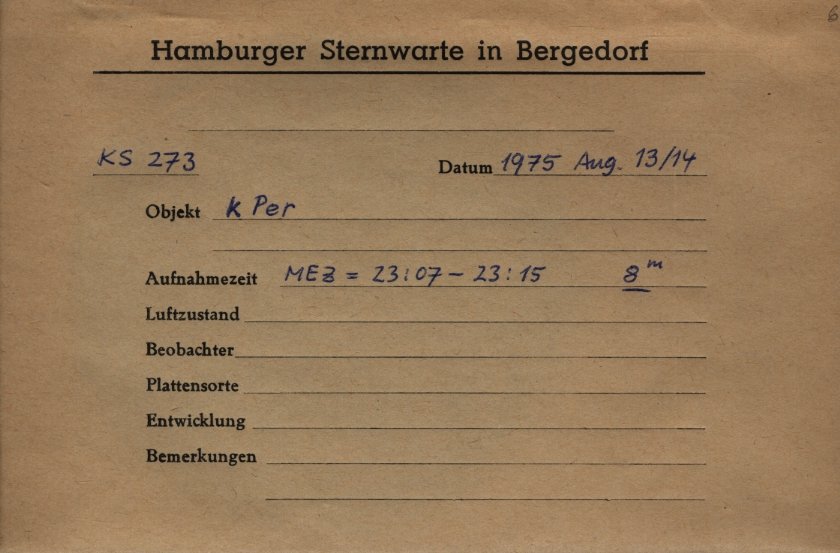 6
Hamburger Sternwarte in Bergedorf
KS 273 Datum 1975 Aug. 13/14
Objekt K Per
Aufnahmezeit MEZ = 23:07 – 23:15 8ᵐ
Luftzustand
Beobachter
Plattensorte
Entwicklung
Bemerkungen